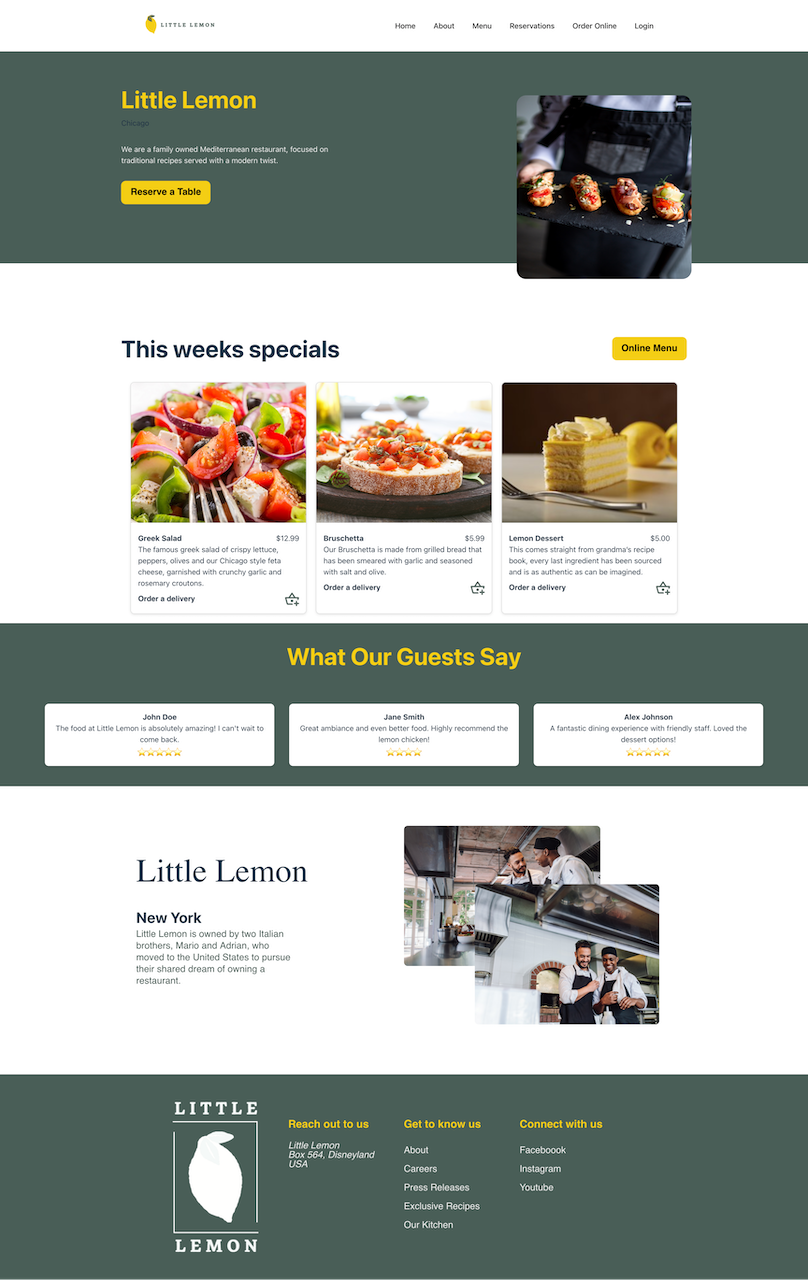 LITTLE LEMON
Home About Menu Reservations Order Online Login
Little Lemon
Chicago
We are a family owned Mediterranean restaurant, focused on
traditional recipes served with a modern twist.
Reserve a Table
This weeks specials
Online Menu
Greek Salad $12.99
The famous greek salad of crispy lettuce,
peppers, olives and our Chicago style feta
cheese, garnished with crunchy garlic and
rosemary croutons.
Order a delivery
Bruschetta $5.99
Our Bruschetta is made from grilled bread that
has been smeared with garlic and seasoned
with salt and olive.
Order a delivery
Lemon Dessert $5.00
This comes straight from grandma's recipe
book, every last ingredient has been sourced
and is as authentic as can be imagined.
Order a delivery
What Our Guests Say
John Doe
The food at Little Lemon is absolutely amazing! I can't wait to
come back.
Jane Smith
Great ambiance and even better food. Highly recommend the
lemon chicken!
Alex Johnson
A fantastic dining experience with friendly staff. Loved the
dessert options!
Little Lemon
New York
Little Lemon is owned by two Italian
brothers, Mario and Adrian, who
moved to the United States to pursue
their shared dream of owning a
restaurant.
LITTLE
LEMON
Reach out to us
Little Lemon
Box 564, Disneyland
USA
Get to know us
About
Careers
Press Releases
Exclusive Recipes
Our Kitchen
Connect with us
Faceboook
Instagram
Youtube